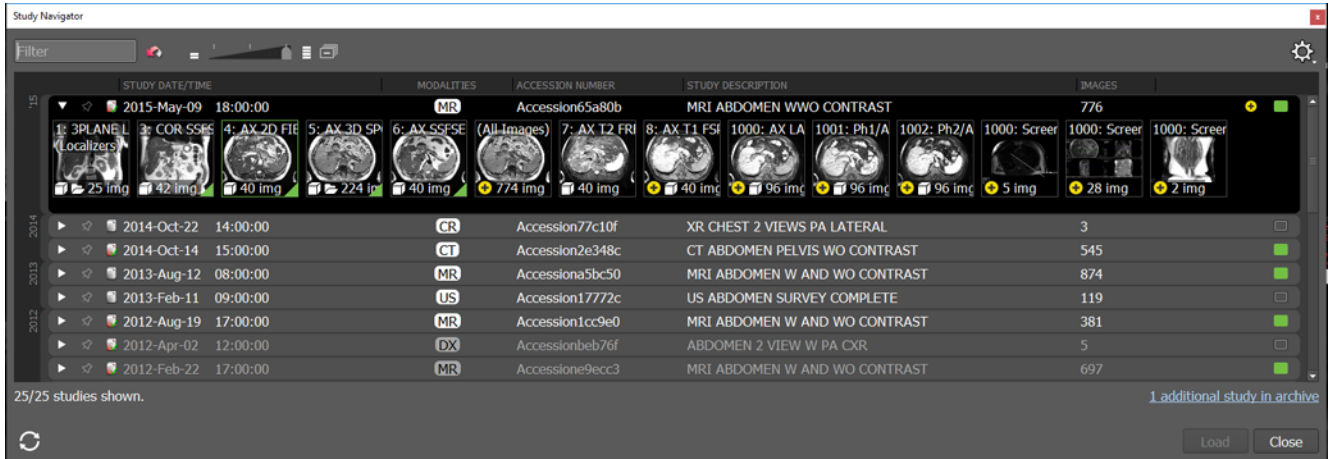 Study Navigator
x
Filter
STUDY DATE/TIME MODALITIES ACCESSION NUMBER STUDY DESCRIPTION IMAGES
'15
2015-May-09 18:00:00 MR Accession65a80b MRI ABDOMEN WWO CONTRAST 776
1: 3PLANE L 3: COR SSFS 4: AX 2D FIE 5: AX 3D SP 6: AX SSFSE (All Images) 7: AX T2 FRI 8: AX T1 FSI 1000: AX LA 1001: Ph1/A 1002: Ph2/A 1000: Screer 1000: Screer 1000: Screer
(Localizers)
25 img 42 img 40 img 224 im 40 img 774 img 40 img 40 img 96 img 96 img 96 img 5 img 28 img 2 img
2014
2014-Oct-22 14:00:00 CR Accession77c10f XR CHEST 2 VIEWS PA LATERAL 3
2014-Oct-14 15:00:00 CT Accession2e348c CT ABDOMEN PELVIS WO CONTRAST 545
2013
2013-Aug-12 08:00:00 MR Accessiona5bc50 MRI ABDOMEN W AND WO CONTRAST 874
2013-Feb-11 09:00:00 US Accession17772c US ABDOMEN SURVEY COMPLETE 119
2012
2012-Aug-19 17:00:00 MR Accession1cc9e0 MRI ABDOMEN W AND WO CONTRAST 381
2012-Apr-02 12:00:00 DX Accessionbeb76f ABDOMEN 2 VIEW W PA CXR 5
2012-Feb-22 17:00:00 MR Accessione9ecc3 MRI ABDOMEN W AND WO CONTRAST 697
25/25 studies shown. 1 additional study in archive
Load Close